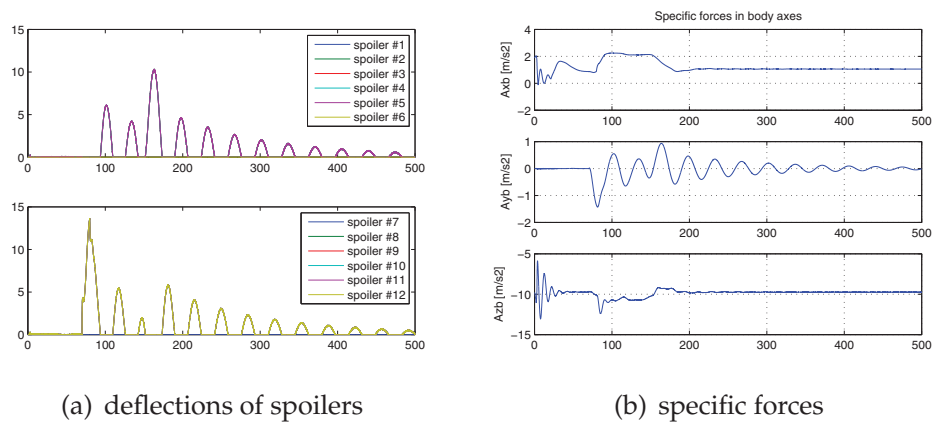 15
10
5
0
0 100 200 300 400 500
spoiler #1
spoiler #2
spoiler #3
spoiler #4
spoiler #5
spoiler #6
15
10
5
0
0 100 200 300 400 500
spoiler #7
spoiler #8
spoiler #9
spoiler #10
spoiler #11
spoiler #12
(a) deflections of spoilers
Specific forces in body axes
Axb [m/s2]
4
2
0
−2
0 100 200 300 400 500
Ayb [m/s2]
1
0
−1
−2
0 100 200 300 400 500
Azb [m/s2]
−5
−10
−15
0 100 200 300 400 500
(b) specific forces